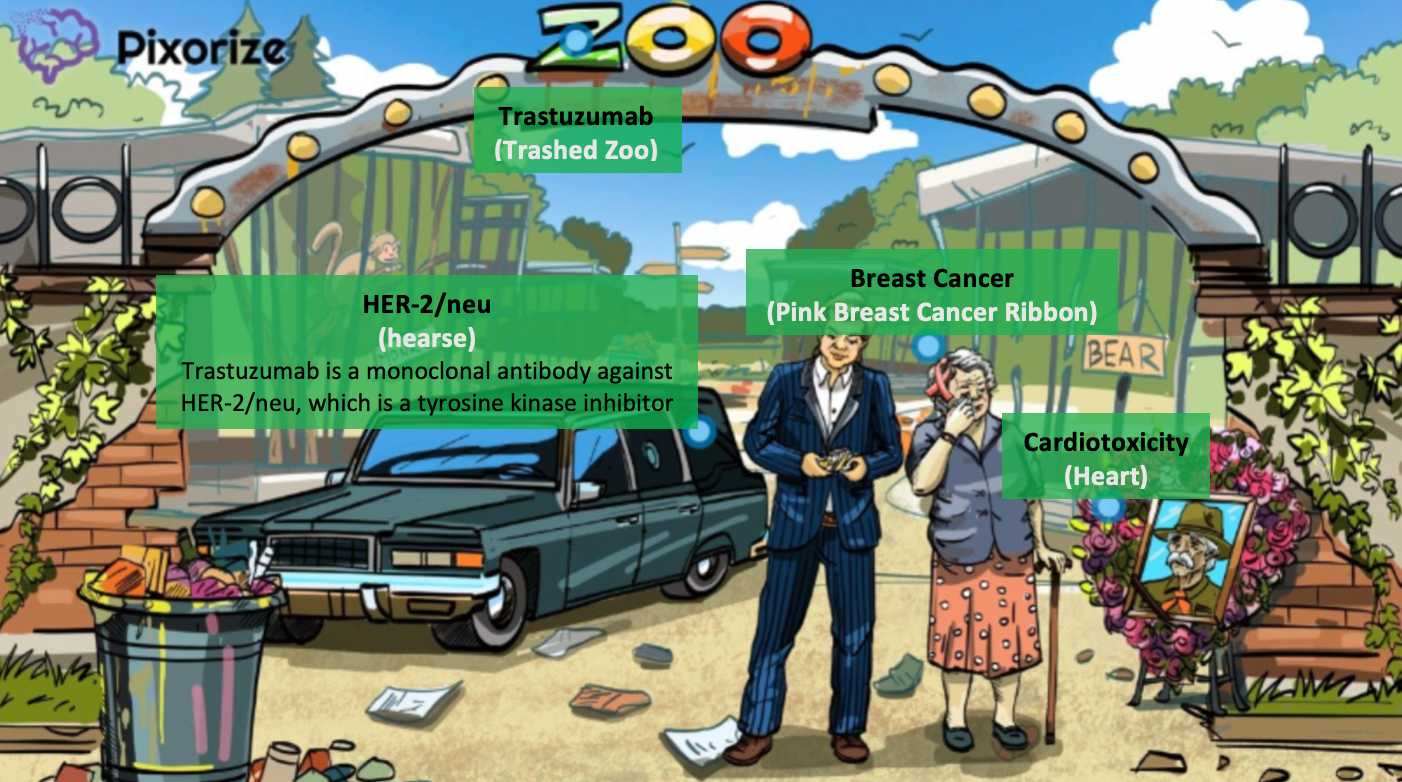 ZOO
Pixorize
Trastuzumab
(Trashed Zoo)
HER-2/neu
(hearse)
Trastuzumab is a monoclonal antibody against
HER-2/neu, which is a tyrosine kinase inhibitor
Breast Cancer
(Pink Breast Cancer Ribbon)
BEAR
Cardiotoxicity
(Heart)